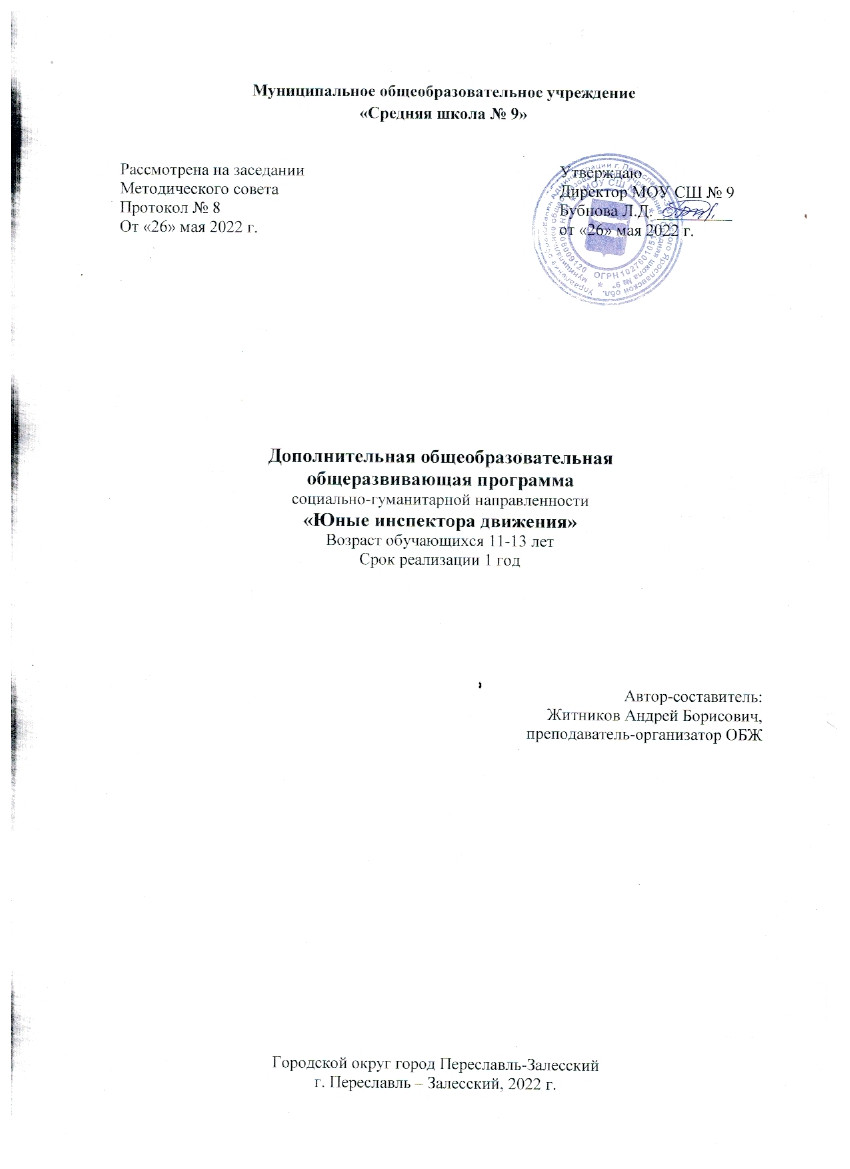 Муниципальное общеобразовательное учреждение
«Средняя школа № 9»
Рассмотрена на заседании
Методического совета
Протокол № 8
От «26» мая 2022 г.
Утверждаю
Директор МОУ СШ № 9
Бубнова Л.Д.
от «26» мая 2022 г.
МОУ СШ
ОГРН
Дополнительная общеобразовательная
общеразвивающая программа
социально-гуманитарной направленности
«Юные инспектора движения»
Возраст обучающихся 11-13 лет
Срок реализации 1 год
Автор-составитель:
Житников Андрей Борисович,
преподаватель-организатор ОБЖ
Городской округ город Переславль-Залесский
г. Переславль – Залесский, 2022 г.